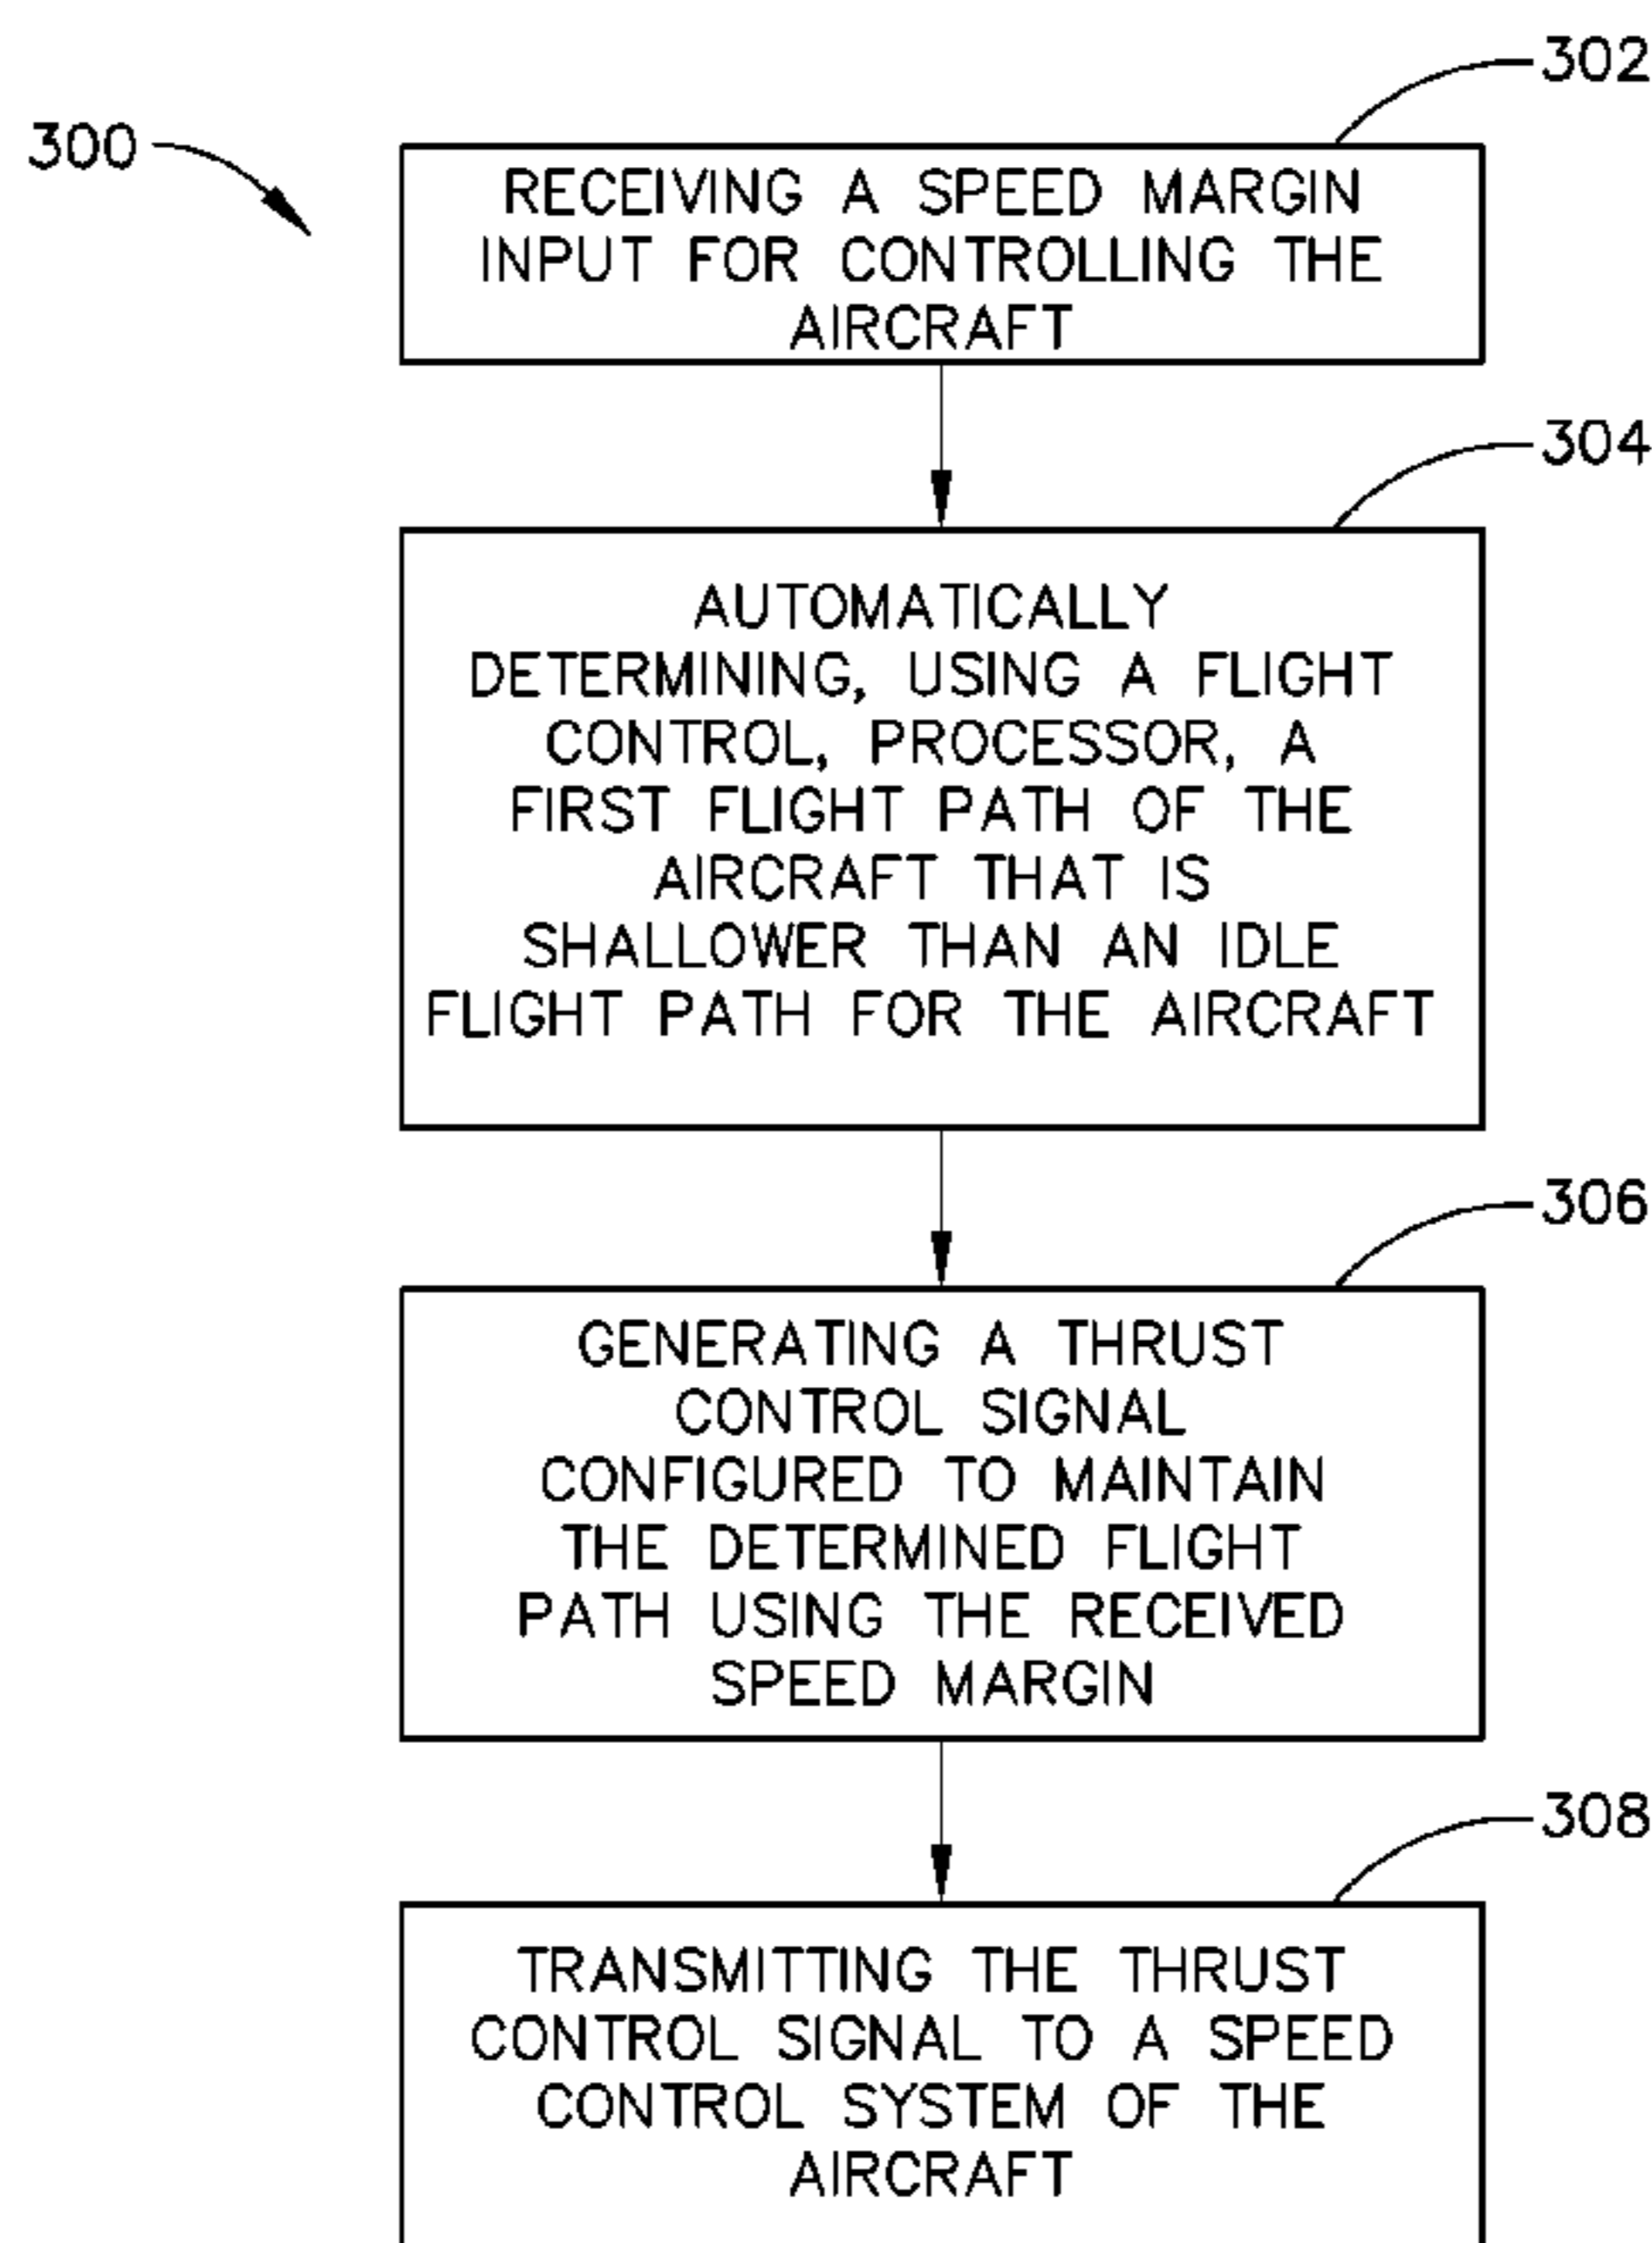 302
300
RECEIVING A SPEED MARGIN
INPUT FOR CONTROLLING THE
AIRCRAFT
304
AUTOMATICALLY
DETERMINING, USING A FLIGHT
CONTROL, PROCESSOR, A
FIRST FLIGHT PATH OF THE
AIRCRAFT THAT IS
SHALLOWER THAN AN IDLE
FLIGHT PATH FOR THE AIRCRAFT
306
GENERATING A THRUST
CONTROL SIGNAL
CONFIGURED TO MAINTAIN
THE DETERMINED FLIGHT
PATH USING THE RECEIVED
SPEED MARGIN
308
TRANSMITTING THE THRUST
CONTROL SIGNAL TO A SPEED
CONTROL SYSTEM OF THE
AIRCRAFT